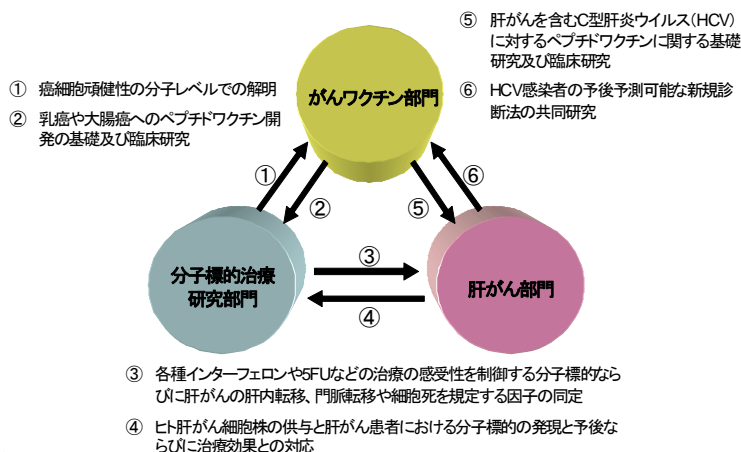 ⑤ 肝がんを含むC型肝炎ウイルス(HCV)
に対するペプチドワクチンに関する基礎
研究及び臨床研究
⑥ HCV感染者の予後予測可能な新規診
断法の共同研究
① 癌細胞頑健性の分子レベルでの解明
② 乳癌や大腸癌へのペプチドワクチン開
発の基礎及び臨床研究
がんワクチン部門
①
②
⑤
⑥
分子標的治療
研究部門
③
④
肝がん部門
③ 各種インターフェロンや5FUなどの治療の感受性を制御する分子標的なら
びに肝がんの肝内転移、門脈転移や細胞死を規定する因子の同定
④ ヒト肝がん細胞株の供与と肝がん患者における分子標的の発現と予後な
らびに治療効果との対応